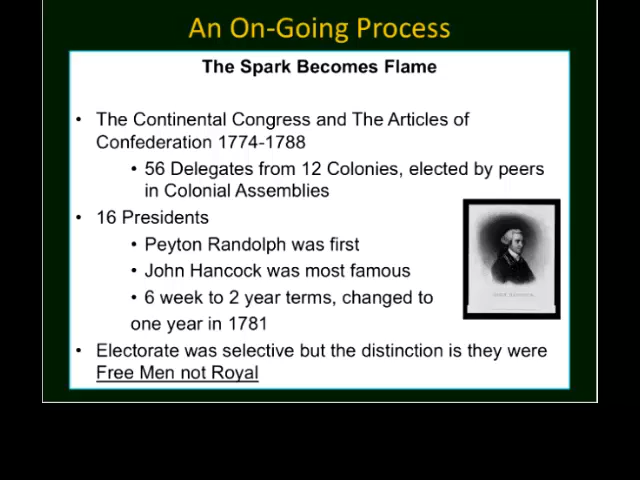 An On-Going Process
The Spark Becomes Flame
• The Continental Congress and The Articles of
Confederation 1774-1788
• 56 Delegates from 12 Colonies, elected by peers
in Colonial Assemblies
• 16 Presidents
• Peyton Randolph was first
• John Hancock was most famous
• 6 week to 2 year terms, changed to
one year in 1781
• Electorate was selective but the distinction is they were
Free Men not Royal